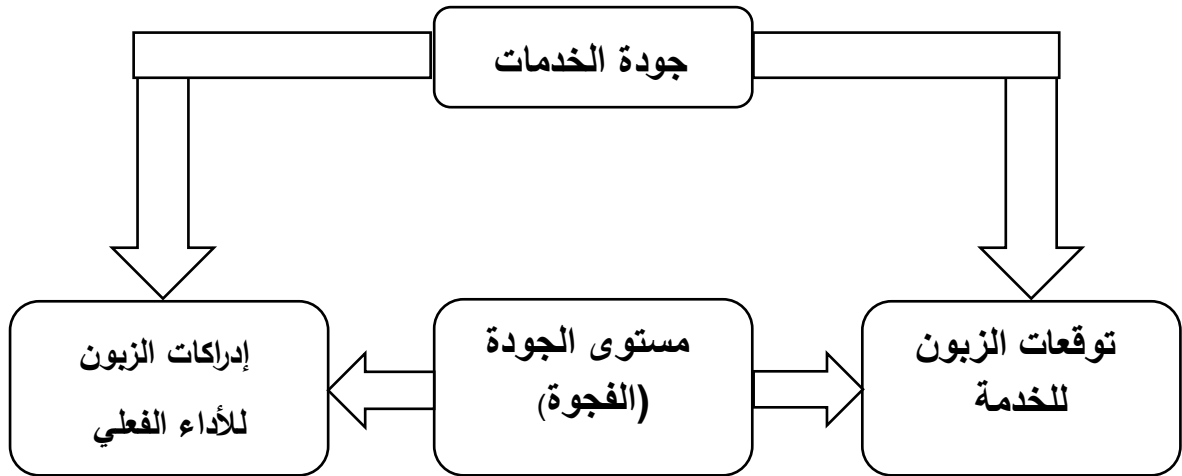 جودة الخدمات
توقعات الزبون
للخدمة
مستوى الجودة
(الفجوة)
إدراكات الزبون
للأداء الفعلي